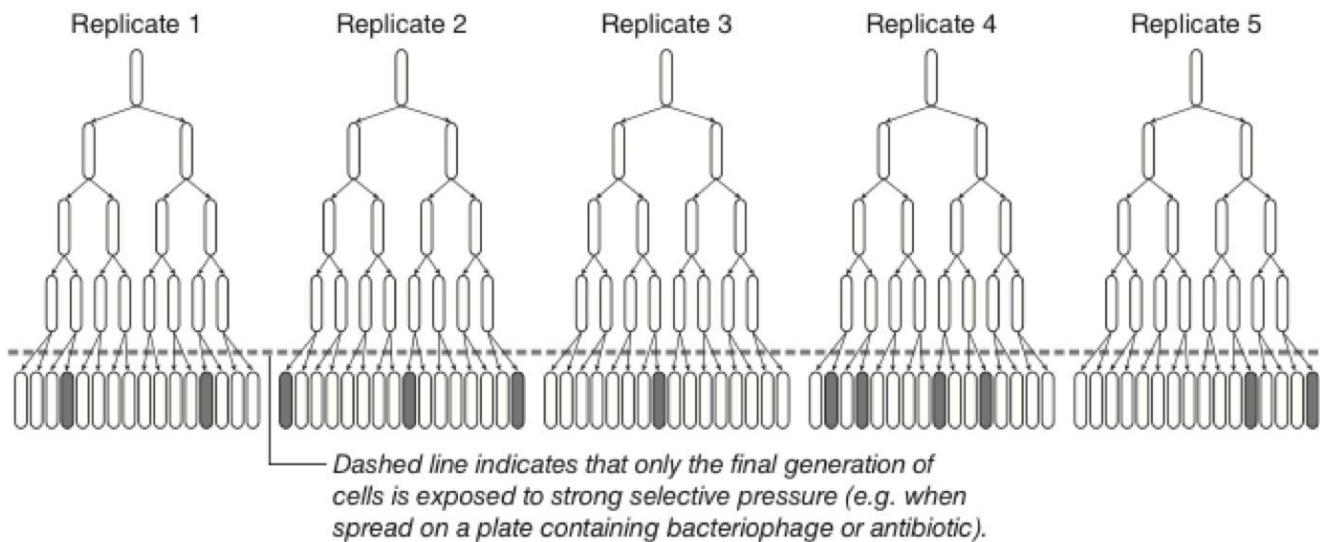 Replicate 1 Replicate 2 Replicate 3 Replicate 4 Replicate 5
Dashed line indicates that only the final generation of
cells is exposed to strong selective pressure (e.g. when
spread on a plate containing bacteriophage or antibiotic).